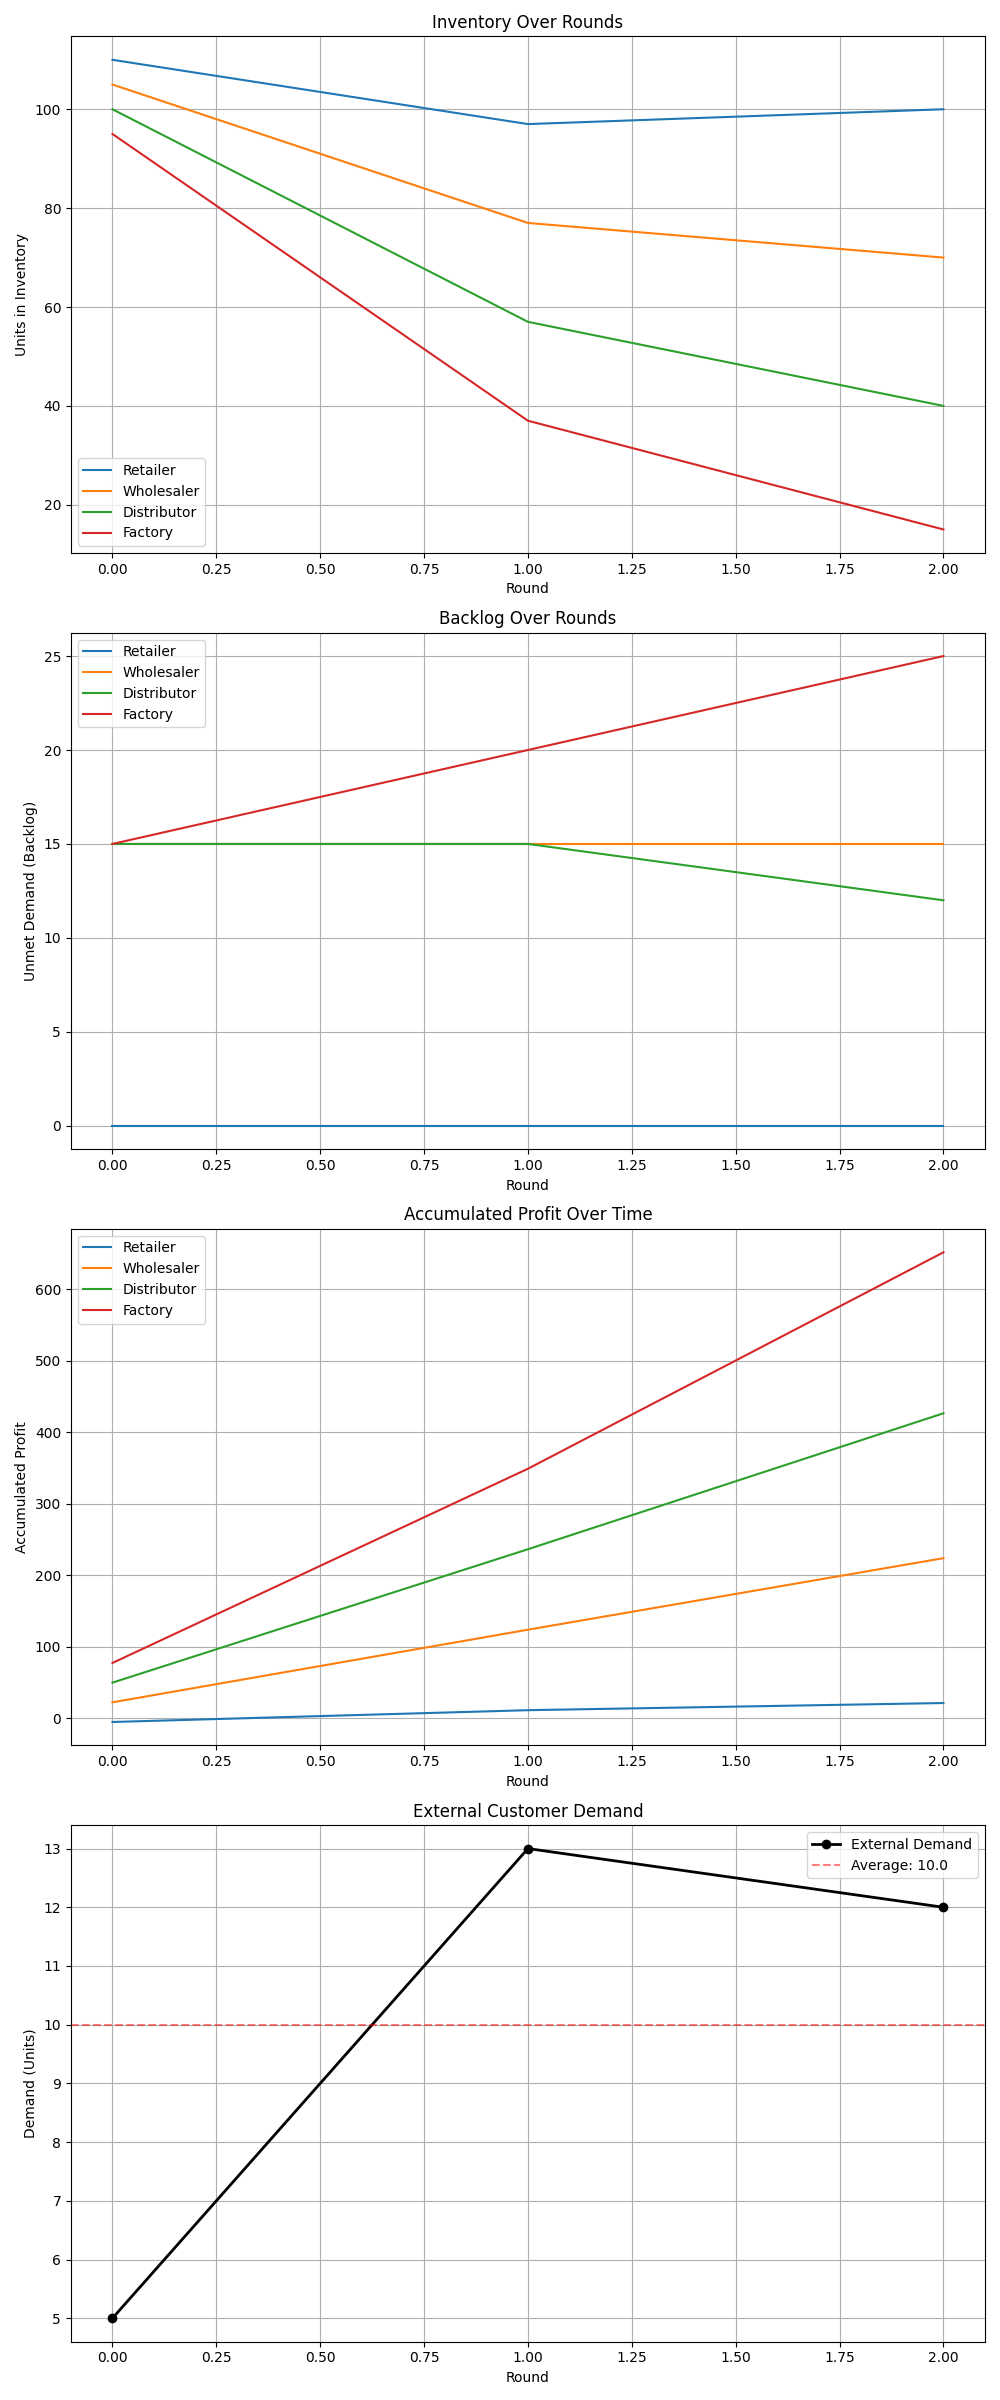 Inventory Over Rounds
Units in Inventory
100
80
60
40
20
Retailer
Wholesaler
Distributor
Factory
0.00 0.25 0.50 0.75 1.00 1.25 1.50 1.75 2.00
Round
Backlog Over Rounds
Unmet Demand (Backlog)
25
20
15
10
5
0
Retailer
Wholesaler
Distributor
Factory
0.00 0.25 0.50 0.75 1.00 1.25 1.50 1.75 2.00
Round
Accumulated Profit Over Time
Accumulated Profit
600
500
400
300
200
100
0
Retailer
Wholesaler
Distributor
Factory
0.00 0.25 0.50 0.75 1.00 1.25 1.50 1.75 2.00
Round
External Customer Demand
Demand (Units)
13
12
11
10
9
8
7
6
5
External Demand
Average: 10.0
0.00 0.25 0.50 0.75 1.00 1.25 1.50 1.75 2.00
Round